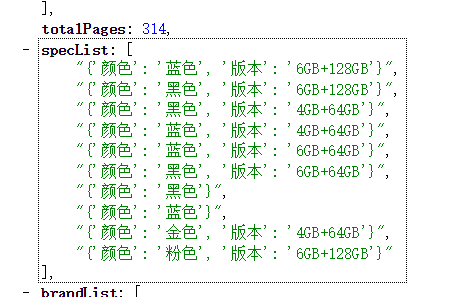 ],
totalPages: 314,
- specList: [
"{'颜色': '蓝色', '版本': '6GB+128GB'}",
"{'颜色': '黑色', '版本': '6GB+128GB'}",
"{'颜色': '黑色', '版本': '4GB+64GB'}",
"{'颜色': '蓝色', '版本': '4GB+64GB'}",
"{'颜色': '蓝色', '版本': '6GB+64GB'}",
"{'颜色': '黑色', '版本': '6GB+64GB'}",
"{'颜色': '黑色'}",
"{'颜色': '蓝色'}",
"{'颜色': '金色', '版本': '4GB+64GB'}",
"{'颜色': '粉色', '版本': '6GB+128GB'}"
],
- brandList: [